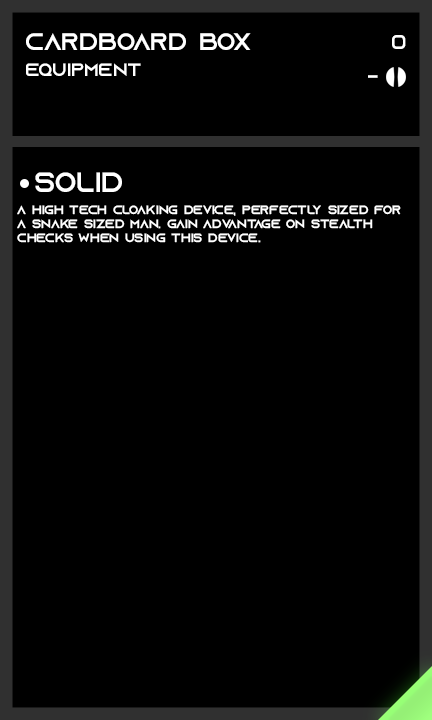 CARDBOARD BOX
0
EQUIPMENT
-
• SOLID
A HIGH TECH CLOAKING DEVICE, PERFECTLY SIZED FOR
A SNAKE SIZED MAN. GAIN ADVANTAGE ON STEALTH
CHECKS WHEN USING THIS DEVICE.